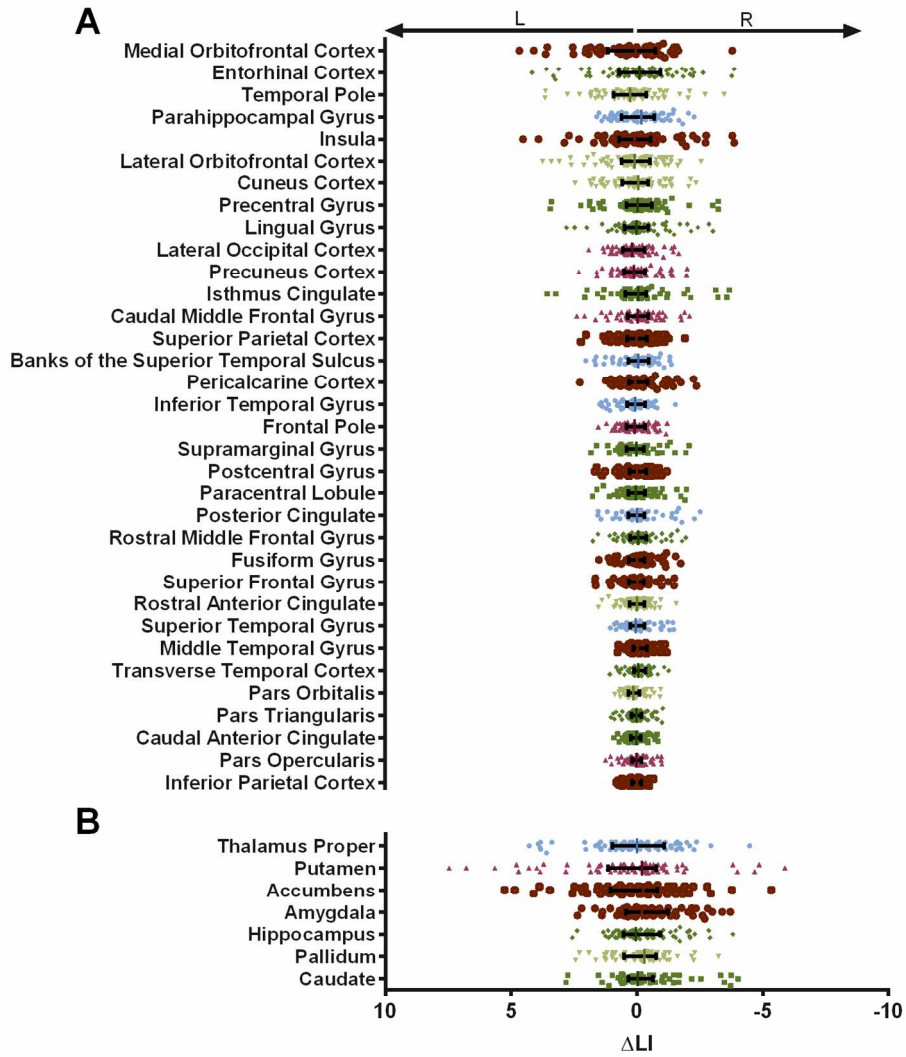 A
L R
Medial Orbitofrontal Cortex
Entorhinal Cortex
Temporal Pole
Parahippocampal Gyrus
Insula
Lateral Orbitofrontal Cortex
Cuneus Cortex
Precentral Gyrus
Lingual Gyrus
Lateral Occipital Cortex
Precuneus Cortex
Isthmus Cingulate
Caudal Middle Frontal Gyrus
Superior Parietal Cortex
Banks of the Superior Temporal Sulcus
Pericalcarine Cortex
Inferior Temporal Gyrus
Frontal Pole
Supramarginal Gyrus
Postcentral Gyrus
Paracentral Lobule
Posterior Cingulate
Rostral Middle Frontal Gyrus
Fusiform Gyrus
Superior Frontal Gyrus
Rostral Anterior Cingulate
Superior Temporal Gyrus
Middle Temporal Gyrus
Transverse Temporal Cortex
Pars Orbitalis
Pars Triangularis
Caudal Anterior Cingulate
Pars Opercularis
Inferior Parietal Cortex
B
Thalamus Proper
Putamen
Accumbens
Amygdala
Hippocampus
Pallidum
Caudate
10 5 0 -5 -10
ΔLI